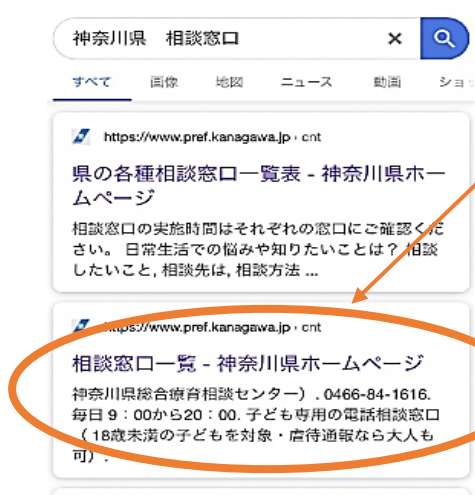 神奈川県　相談窓口 ×
すべて 画像 地図 ニュース 動画 ショ
https://www.pref.kanagawa.jp › cnt
県の各種相談窓口一覧表 - 神奈川県ホー
ムページ
相談窓口の実施時間はそれぞれの窓口にご確認くだ
さい。 日常生活での悩みや知りたいことは？ 相談
したいこと, 相談先は, 相談方法 ...
https://www.pref.kanagawa.jp › cnt
相談窓口一覧 - 神奈川県ホームページ
神奈川県総合療育相談センター）. 0466-84-1616.
毎日 9：00から20：00. 子ども専用の電話相談窓口
（ 18歳未満の子どもを対象・虐待通報なら大人も
可）.